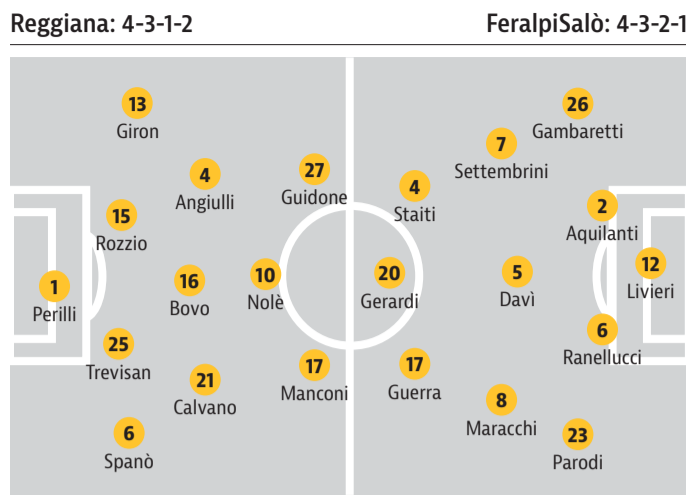 Reggiana: 4-3-1-2
FeralpiSalò: 4-3-2-1
13
Giron
4
Angiulli
27
Guidone
15
Rozzio
1
Perilli
16
Bovo
10
Nolè
25
Trevisan
21
Calvano
17
Manconi
6
Spanò
26
Gambaretti
7
Settembrini
4
Staiti
2
Aquilanti
20
Gerardi
5
Davì
12
Livieri
6
Ranellucci
17
Guerra
8
Maracchi
23
Parodi